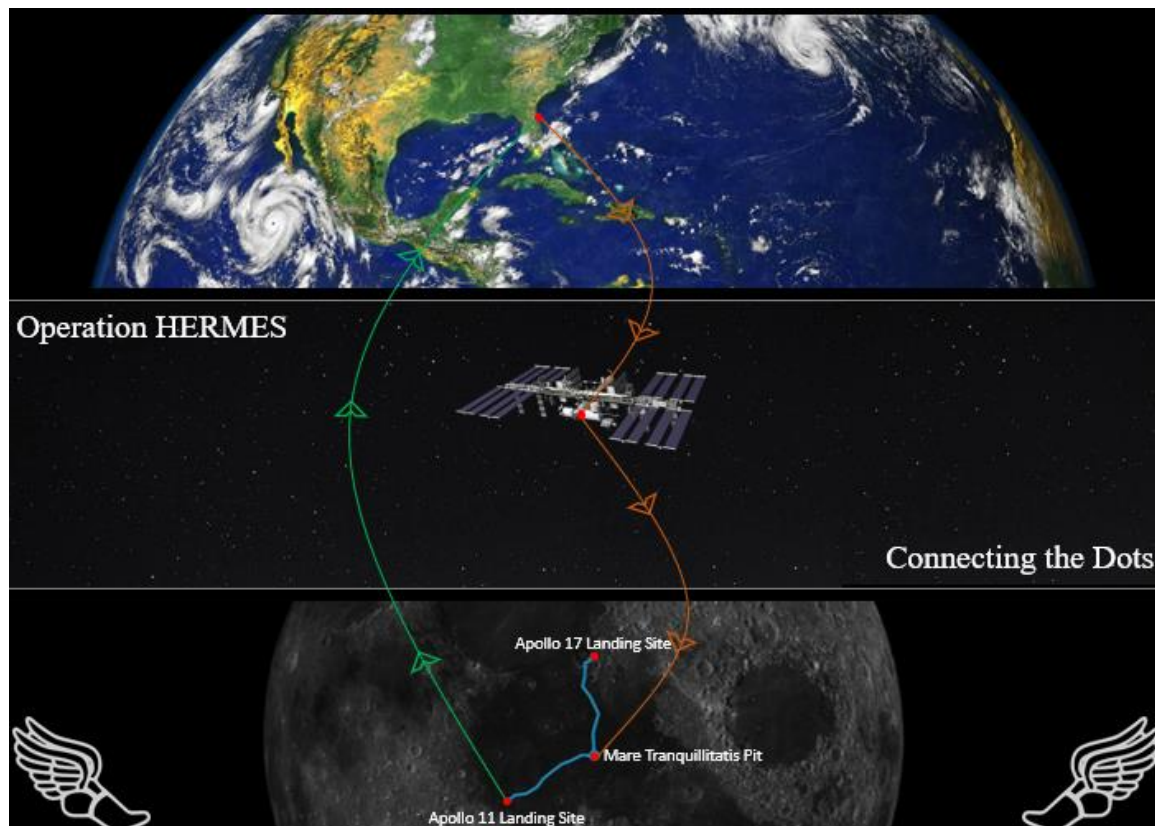 Operation HERMES
Connecting the Dots
Apollo 17 Landing Site
Mare Tranquillitatis Pit
Apollo 11 Landing Site